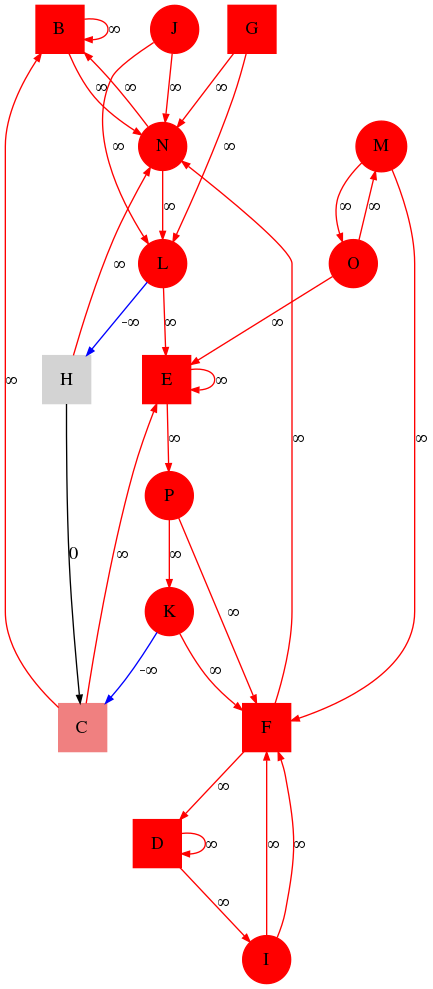 B ∞ J G
∞ ∞ ∞ ∞
N ∞ ∞ M
∞ ∞ ∞
L O
-∞ ∞ ∞
H ∞ E ∞ ∞
∞ ∞ ∞
P
0 ∞ ∞
K ∞
-∞ ∞
C F
∞
D ∞ ∞ ∞
∞
I